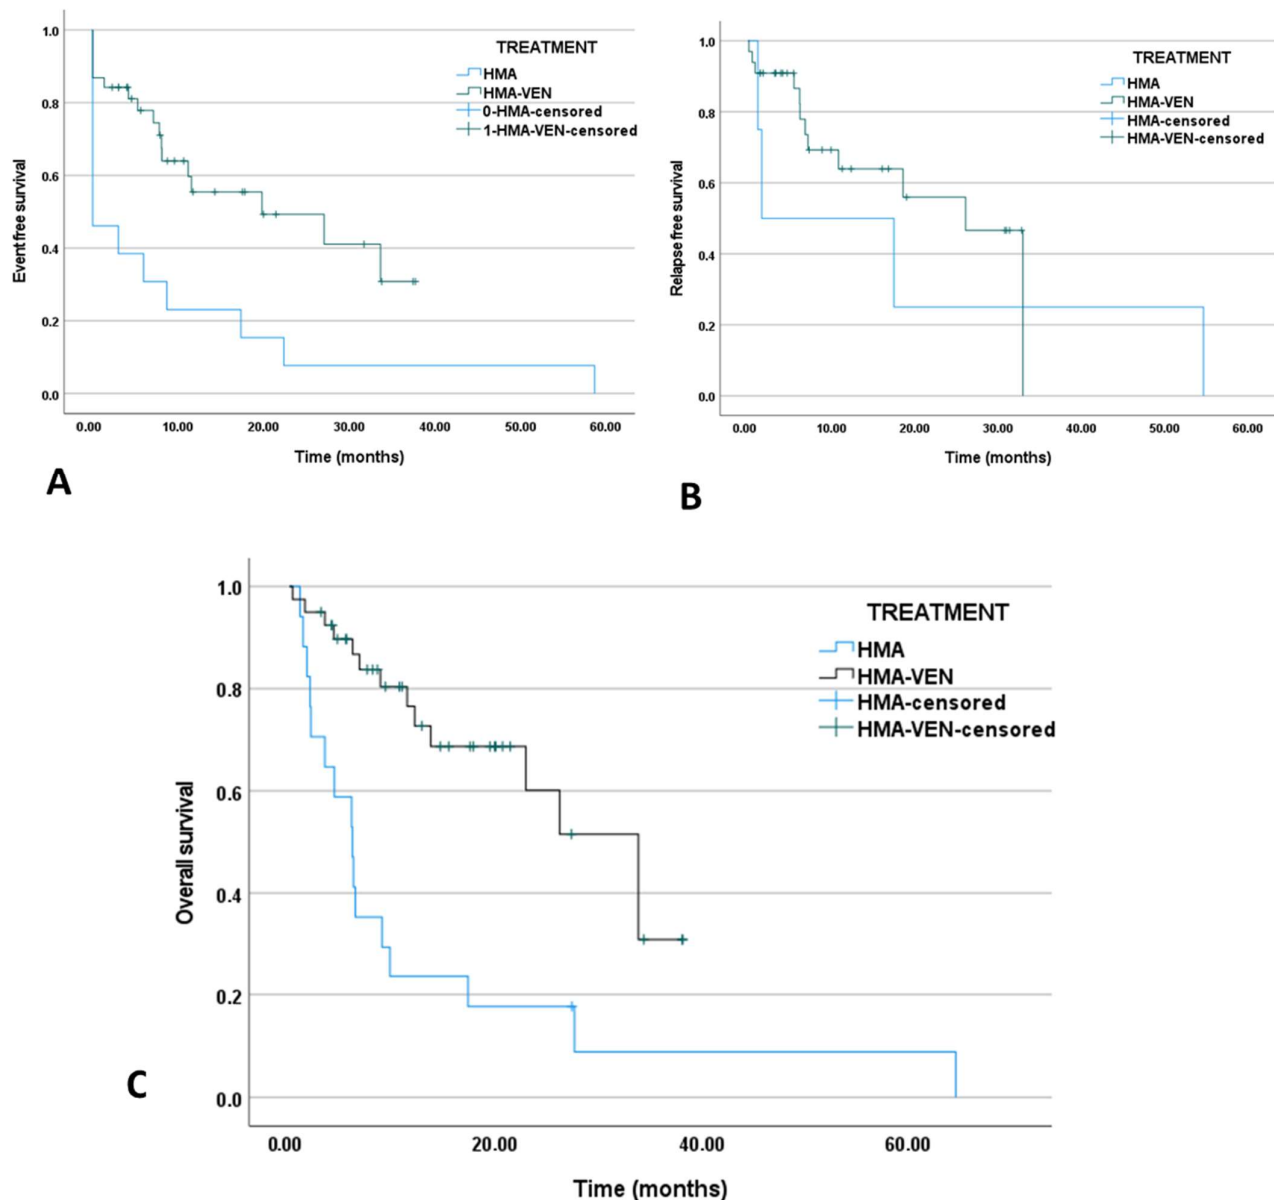 TREATMENT
HMA
HMA-VEN
0-HMA-censored
1-HMA-VEN-censored
Event free survival
1.0
0.8
0.6
0.4
0.2
0.0
0.00 10.00 20.00 30.00 40.00 50.00 60.00
Time (months)
A
TREATMENT
HMA
HMA-VEN
HMA-censored
HMA-VEN-censored
Relapse free survival
1.0
0.8
0.6
0.4
0.2
0.0
0.00 10.00 20.00 30.00 40.00 50.00 60.00
Time (months)
B
TREATMENT
HMA
HMA-VEN
HMA-censored
HMA-VEN-censored
Overall survival
1.0
0.8
0.6
0.4
0.2
0.0
0.00 20.00 40.00 60.00
Time (months)
C